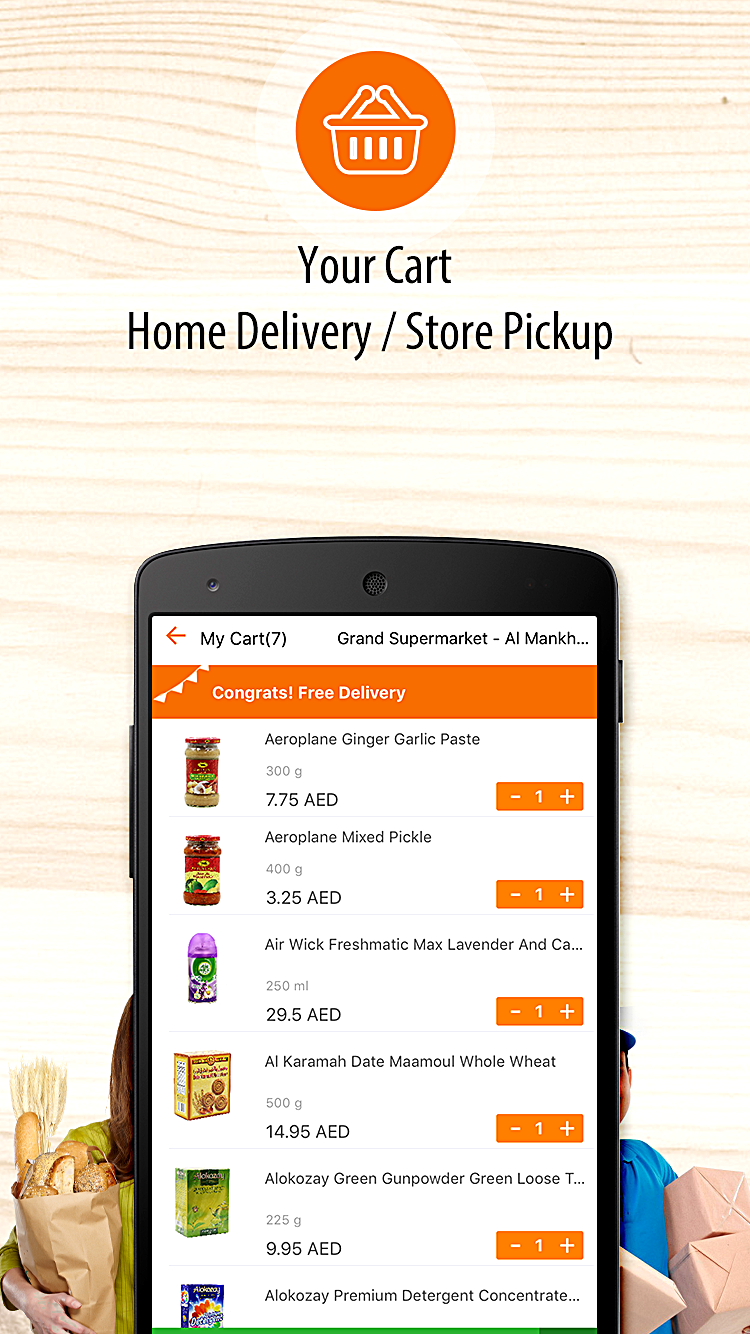 Your Cart
Home Delivery / Store Pickup
My Cart(7) Grand Supermarket - Al Mankh...
Congrats! Free Delivery
Aeroplane Ginger Garlic Paste
300 g
7.75 AED
- 1 +
Aeroplane Mixed Pickle
400 g
3.25 AED
- 1 +
Air Wick Freshmatic Max Lavender And Ca...
250 ml
29.5 AED
- 1 +
Al Karamah Date Maamoul Whole Wheat
500 g
14.95 AED
- 1 +
Alokozay
Alokozay Green Gunpowder Green Loose T...
225 g
9.95 AED
- 1 +
Alokozay
Detergent
Alokozay Premium Detergent Concentrate...